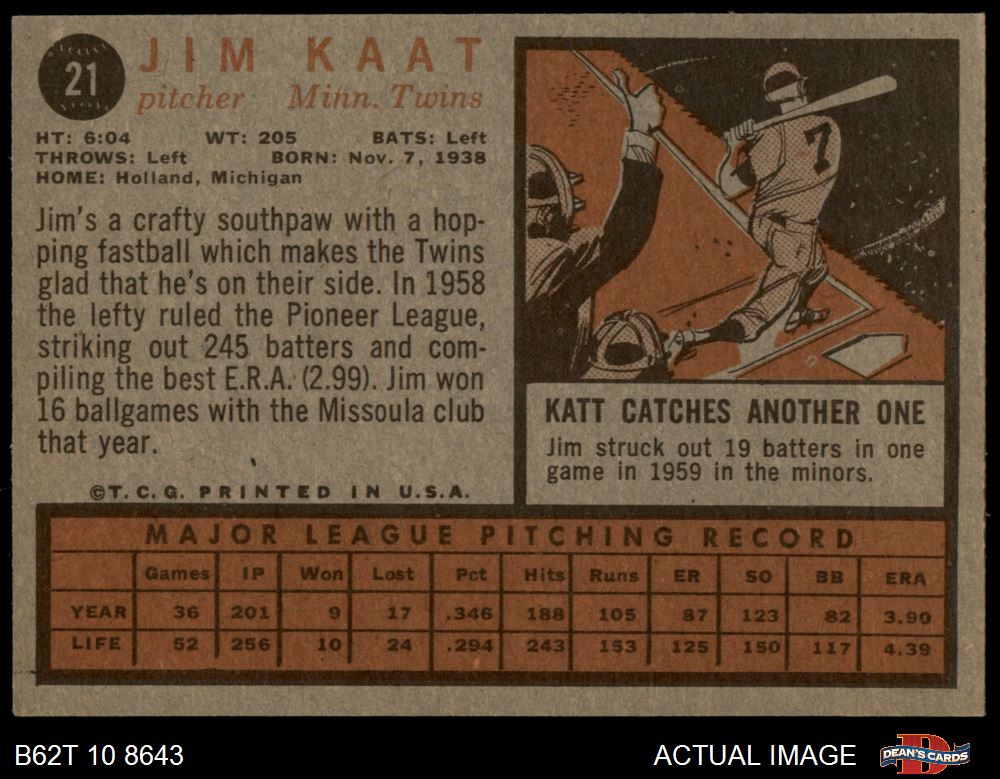 21
JIM KAAT
pitcher Minn. Twins
HT: 6:04 WT: 205 BATS: Left
THROWS: Left BORN: Nov. 7, 1938
HOME: Holland, Michigan
Jim's a crafty southpaw with a hop-
ping fastball which makes the Twins
glad that he's on their side. In 1958
the lefty ruled the Pioneer League,
striking out 245 batters and com-
piling the best E.R.A. (2.99). Jim won
16 ballgames with the Missoula club
that year.
©T.C.G. PRINTED IN U.S.A.
7
KATT CATCHES ANOTHER ONE
Jim struck out 19 batters in one
game in 1959 in the minors.
MAJOR LEAGUE PITCHING RECORD
Games IP Won Lost Pct Hits Runs ER SO BB ERA
YEAR 36 201 9 17 .346 188 105 87 123 82 3.90
LIFE 52 256 10 24 .294 243 153 125 150 117 4.39
B62T 10 8643 ACTUAL IMAGE DEAN'S CARDS